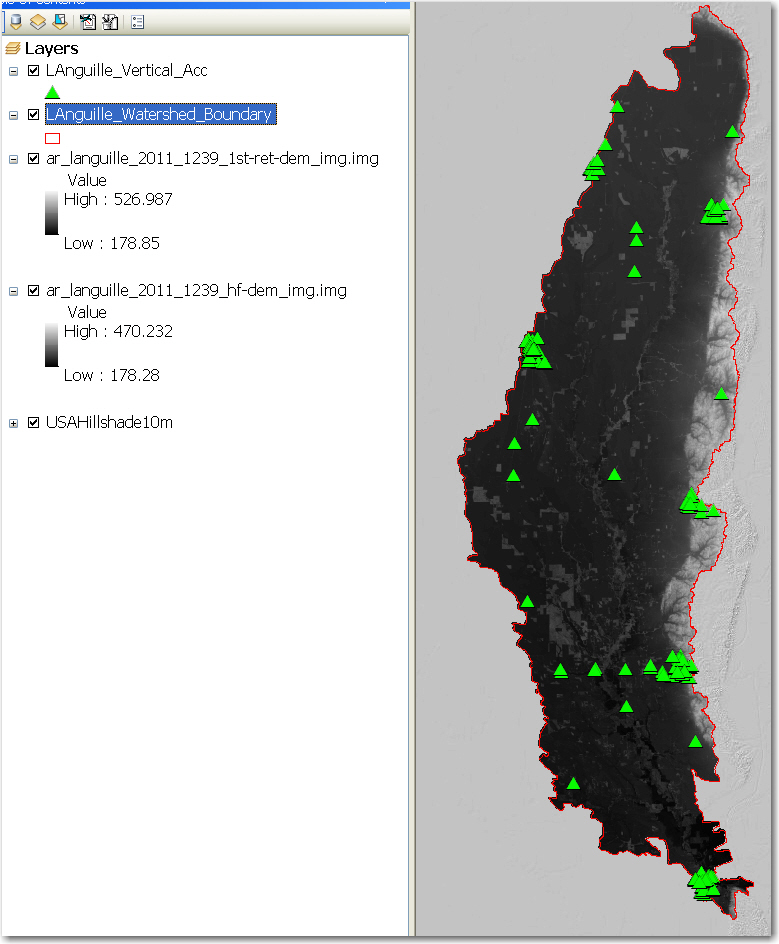 Layers
LAnguille_Vertical_Acc
LAnguille_Watershed_Boundary
ar_languille_2011_1239_1st-ret-dem_img.img
Value
High : 526.987
Low : 178.85
ar_languille_2011_1239_hf-dem_img.img
Value
High : 470.232
Low : 178.28
USAHillshade10m